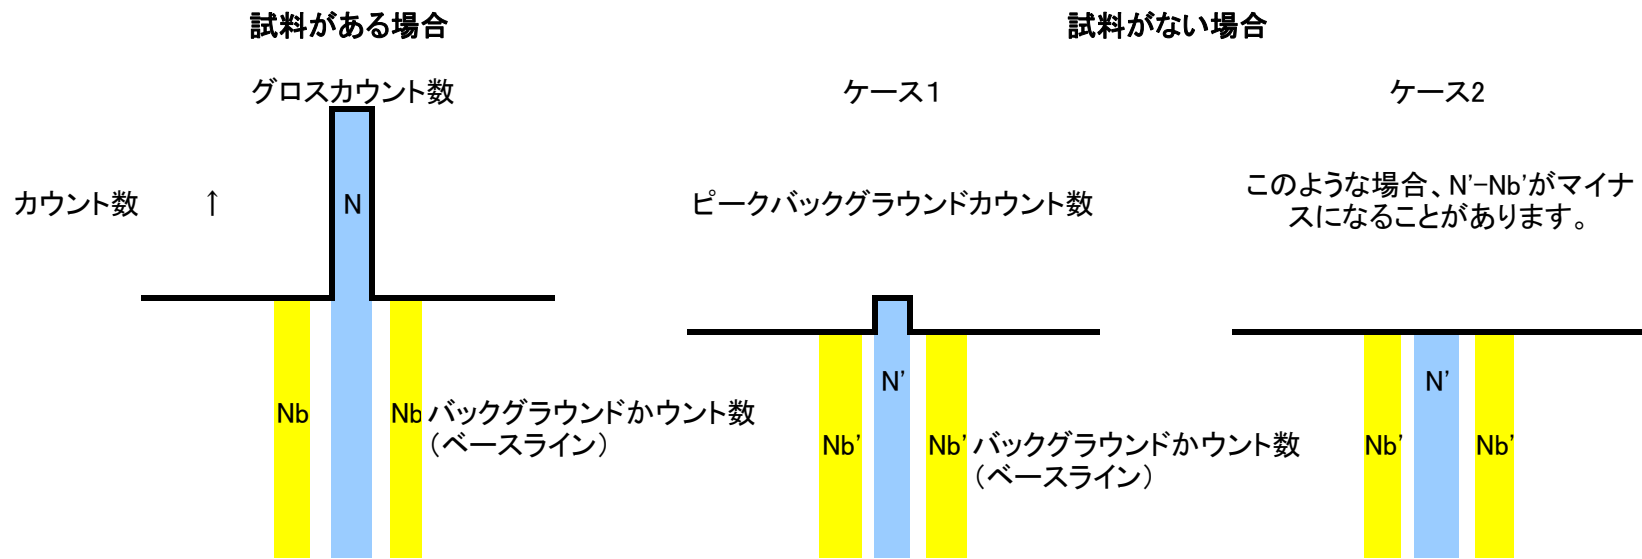 試料がある場合
試料がない場合
グロスカウント数
ケース1
ケース2
カウント数 ↑
N
ピークバックグラウンドカウント数
このような場合、N'-Nb'がマイナ
スになることがあります。
Nb
Nb
バックグラウンドかウント数
(ベースライン)
N'
Nb'
Nb'
バックグラウンドかウント数
(ベースライン)
N'
Nb'
Nb'